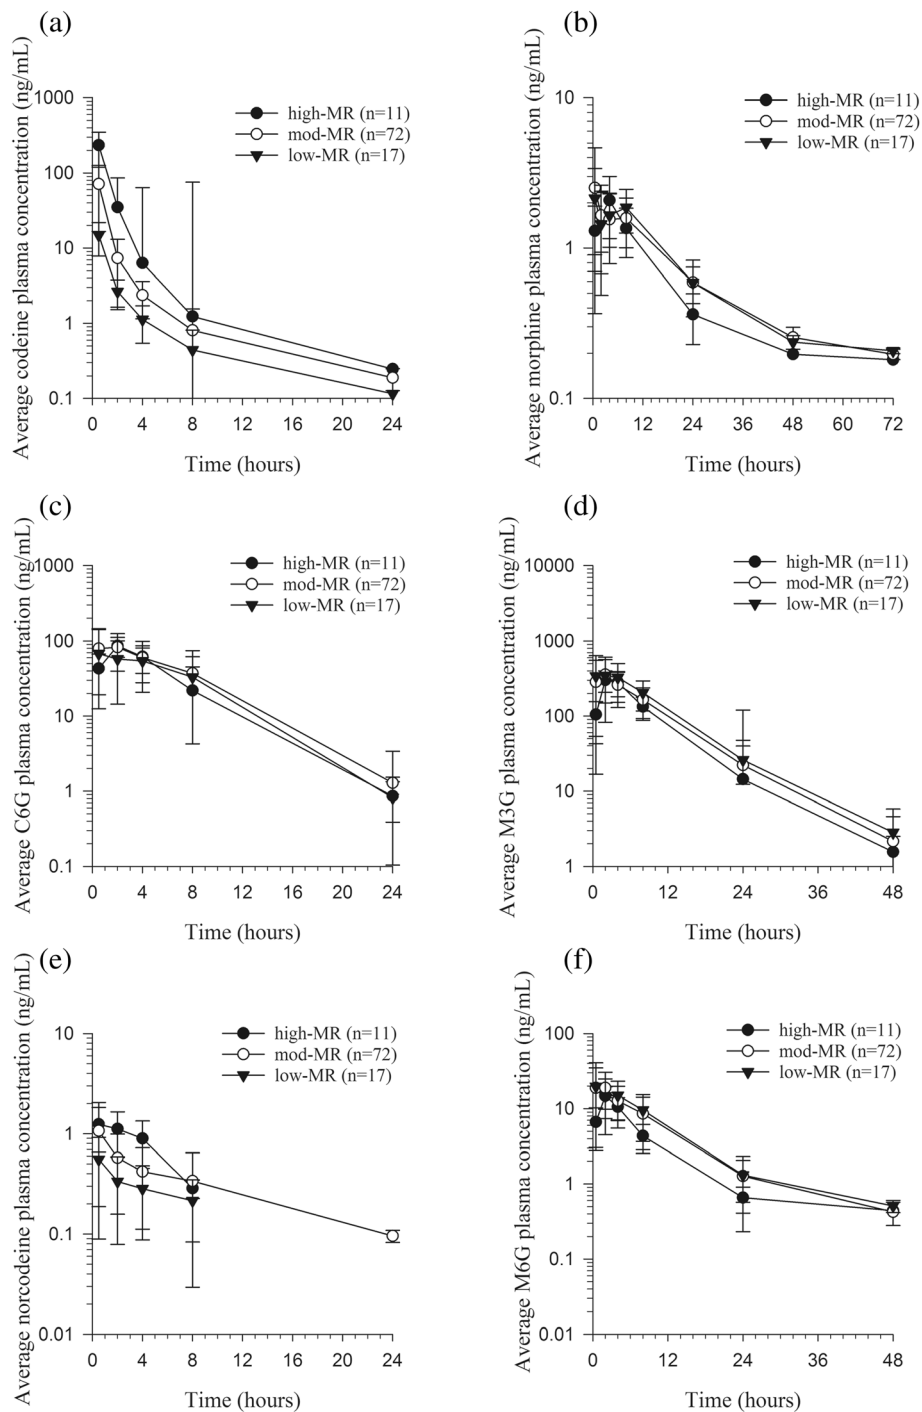 (a)
Average codeine plasma concentration (ng/mL)
1000
100
10
1
0.1
high-MR (n=11)
mod-MR (n=72)
low-MR (n=17)
0 4 8 12 16 20 24
Time (hours)
(b)
Average morphine plasma concentration (ng/mL)
10
1
0.1
high-MR (n=11)
mod-MR (n=72)
low-MR (n=17)
0 12 24 36 48 60 72
Time (hours)
(c)
Average C6G plasma concentration (ng/mL)
1000
100
10
1
0.1
high-MR (n=11)
mod-MR (n=72)
low-MR (n=17)
0 4 8 12 16 20 24
Time (hours)
(d)
Average M3G plasma concentration (ng/mL)
10000
1000
100
10
1
high-MR (n=11)
mod-MR (n=72)
low-MR (n=17)
0 12 24 36 48
Time (hours)
(e)
Average norcodeine plasma concentration (ng/mL)
10
1
0.1
0.01
high-MR (n=11)
mod-MR (n=72)
low-MR (n=17)
0 4 8 12 16 20 24
Time (hours)
(f)
Average M6G plasma concentration (ng/mL)
100
10
1
0.1
0.01
high-MR (n=11)
mod-MR (n=72)
low-MR (n=17)
0 12 24 36 48
Time (hours)